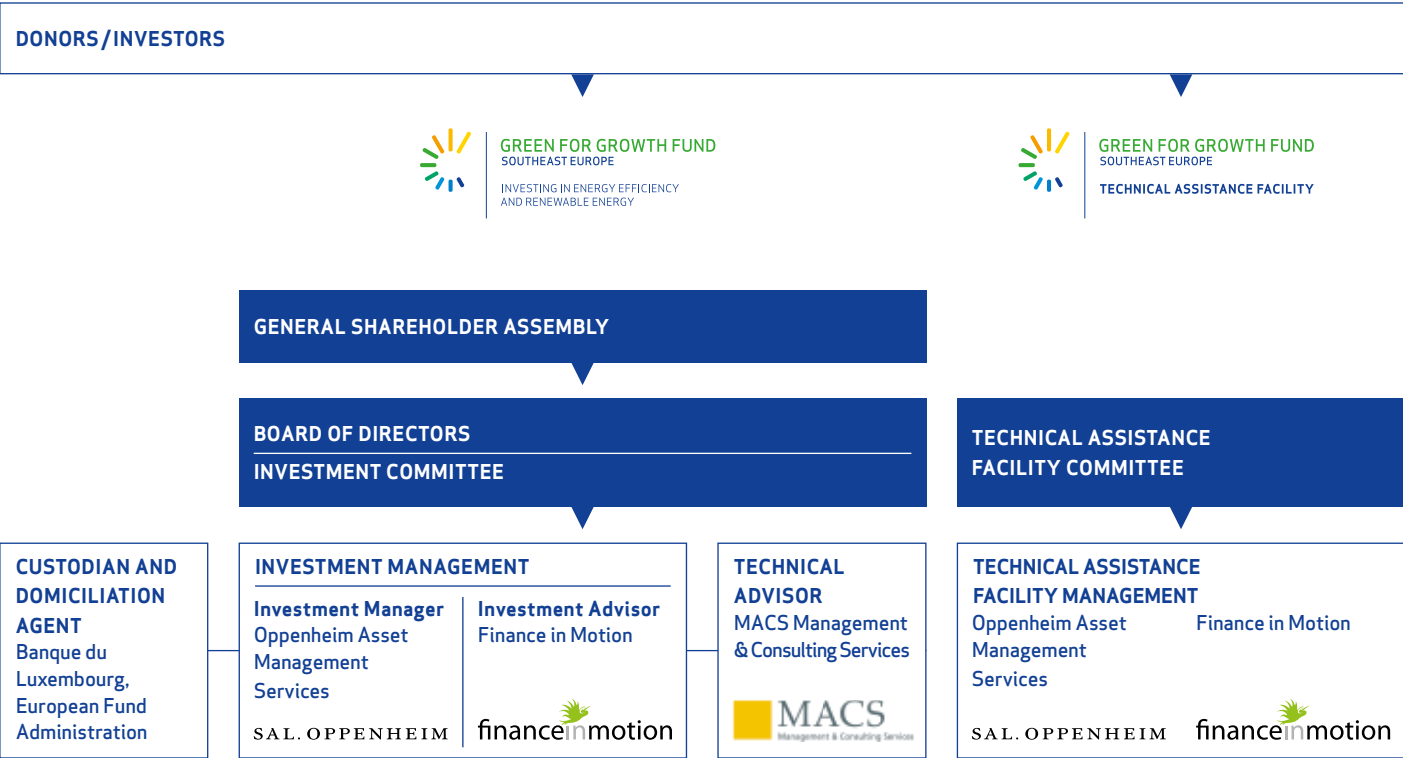 DONORS/INVESTORS
GREEN FOR GROWTH FUND
SOUTHEAST EUROPE
INVESTING IN ENERGY EFFICIENCY
AND RENEWABLE ENERGY
GREEN FOR GROWTH FUND
SOUTHEAST EUROPE
TECHNICAL ASSISTANCE FACILITY
GENERAL SHAREHOLDER ASSEMBLY
BOARD OF DIRECTORS
INVESTMENT COMMITTEE
TECHNICAL ASSISTANCE
FACILITY COMMITTEE
CUSTODIAN AND
DOMICILIATION
AGENT
Banque du
Luxembourg,
European Fund
Administration
INVESTMENT MANAGEMENT
Investment Manager
Oppenheim Asset
Management
Services
SAL. OPPENHEIM
Investment Advisor
Finance in Motion
financeinmotion
TECHNICAL
ADVISOR
MACS Management
& Consulting Services
MACS
Management & Consulting Services
TECHNICAL ASSISTANCE
FACILITY MANAGEMENT
Oppenheim Asset
Management
Services
SAL. OPPENHEIM
Finance in Motion
financeinmotion